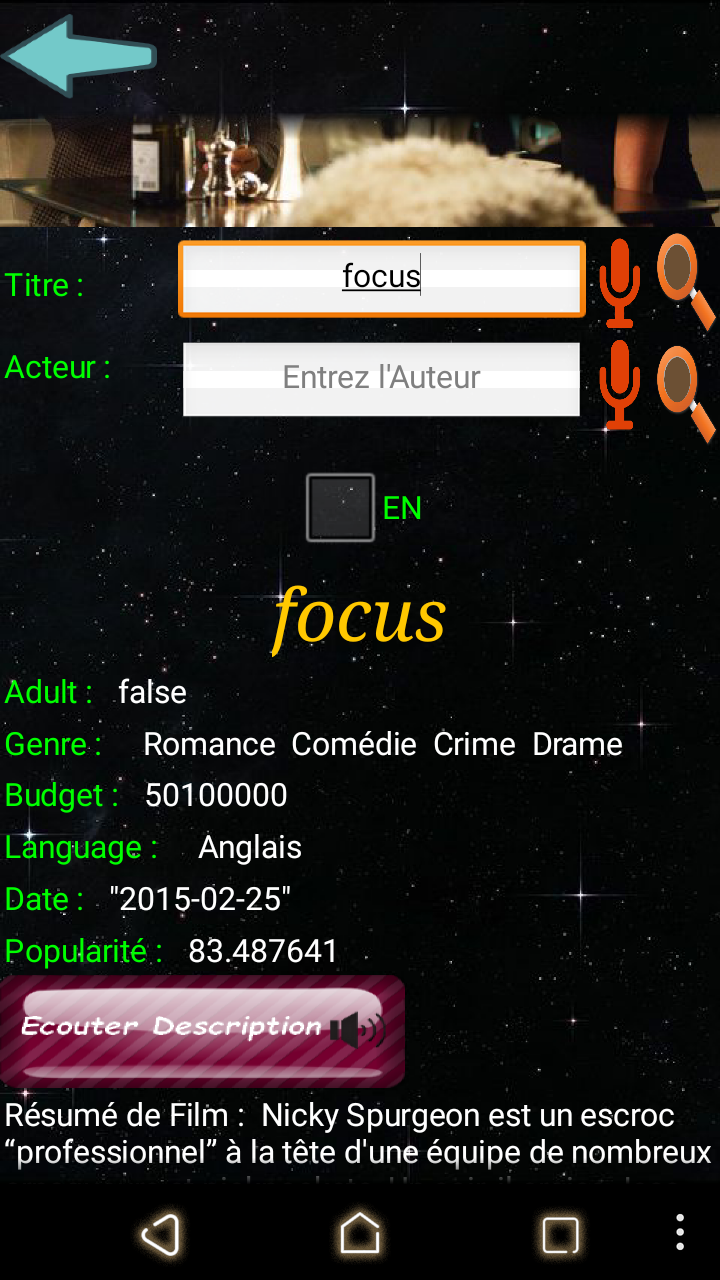 Titre : focus
Acteur : Entrez l'Auteur
EN
focus
Adult : false
Genre : Romance Comédie Crime Drame
Budget : 50100000
Language : Anglais
Date : "2015-02-25"
Popularité : 83.487641
Ecouter Description
Résumé de Film : Nicky Spurgeon est un escroc
“professionnel” à la tête d'une équipe de nombreux